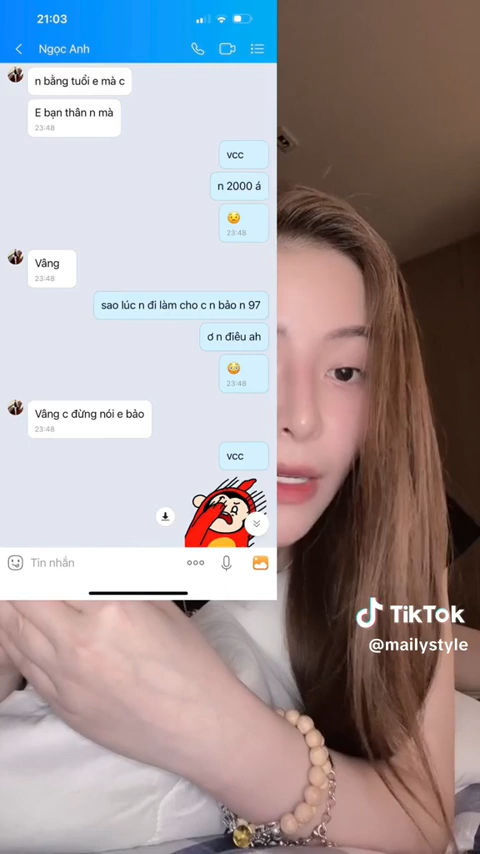 21:03
Ngọc Anh
n bằng tuổi e mà c
E bạn thân n mà
23:48
vcc
n 2000 á
23:48
Vâng
23:48
sao lúc n đi làm cho c n bảo n 97
ơ n điêu ah
23:48
Vâng c đừng nói e bảo
23:48
vcc
Tin nhắn
TikTok
@mailystyle